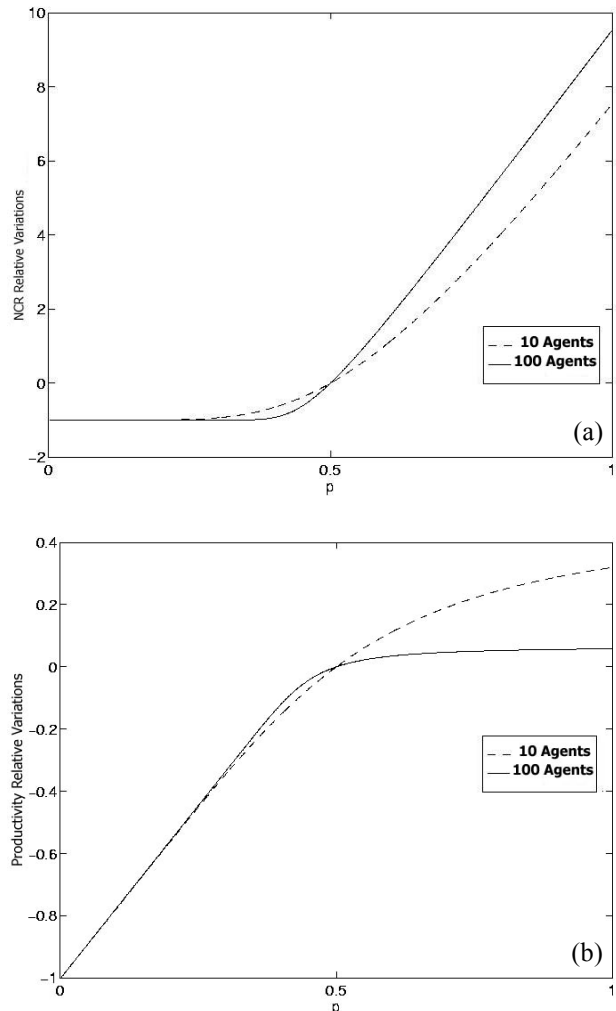 10
8
6
4
2
0
−2
NCR Relative Variations
10 Agents
100 Agents
(a)
0
0.5
1
p
0.4
0.2
0
−0.2
−0.4
−0.6
−0.8
−1
Productivity Relative Variations
10 Agents
100 Agents
(b)
0
0.5
1
p